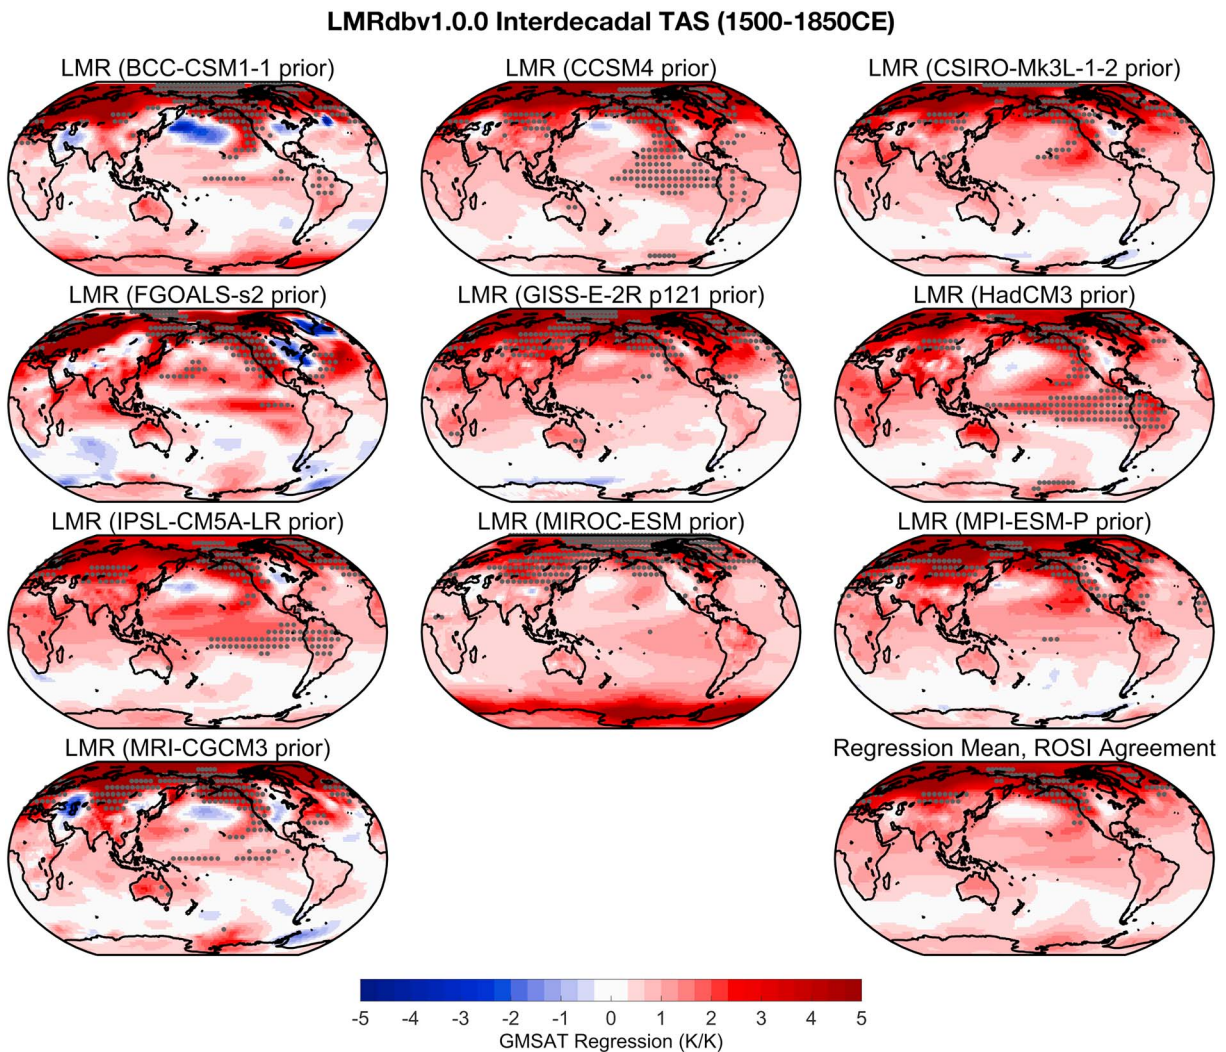 LMRdbv1.0.0 Interdecadal TAS (1500-1850CE)
LMR (BCC-CSM1-1 prior)
LMR (CCSM4 prior)
LMR (CSIRO-Mk3L-1-2 prior)
LMR (FGOALS-s2 prior)
LMR (GISS-E-2R p121 prior)
LMR (HadCM3 prior)
LMR (IPSL-CM5A-LR prior)
LMR (MIROC-ESM prior)
LMR (MPI-ESM-P prior)
LMR (MRI-CGCM3 prior)
Regression Mean, ROSI Agreement
-5 -4 -3 -2 -1 0 1 2 3 4 5
GMSAT Regression (K/K)